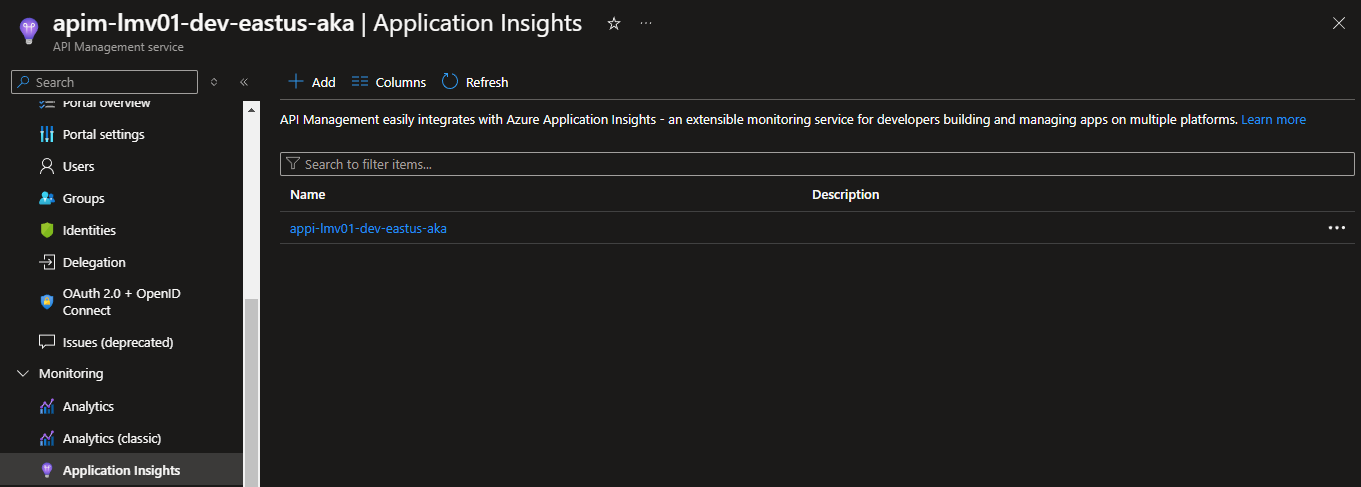 apim-lmv01-dev-eastus-aka | Application Insights
API Management service
Search
Portal overview
Portal settings
Users
Groups
Identities
Delegation
OAuth 2.0 + OpenID
Connect
Issues (deprecated)
Monitoring
Analytics
Analytics (classic)
Application Insights
Add
Columns
Refresh
API Management easily integrates with Azure Application Insights - an extensible monitoring service for developers building and managing apps on multiple platforms. Learn more
Search to filter items...
Name Description
appi-lmv01-dev-eastus-aka